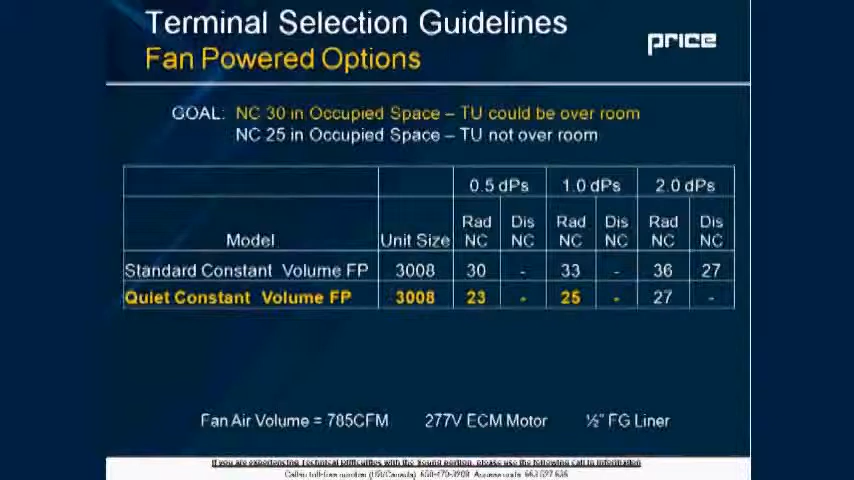 Terminal Selection Guidelines
Fan Powered Options
price
GOAL: NC 30 in Occupied Space – TU could be over room
NC 25 in Occupied Space – TU not over room
0.5 dPs 1.0 dPs 2.0 dPs
Model Unit Size Rad NC Dis NC Rad NC Dis NC Rad NC Dis NC
Standard Constant Volume FP 3008 30 - 33 - 36 27
Quiet Constant Volume FP 3008 23 - 25 - 27 -
Fan Air Volume = 785CFM 277V ECM Motor ½" FG Liner
If you are experiencing Technical Difficulties with the Sound portion, please use the following call in information